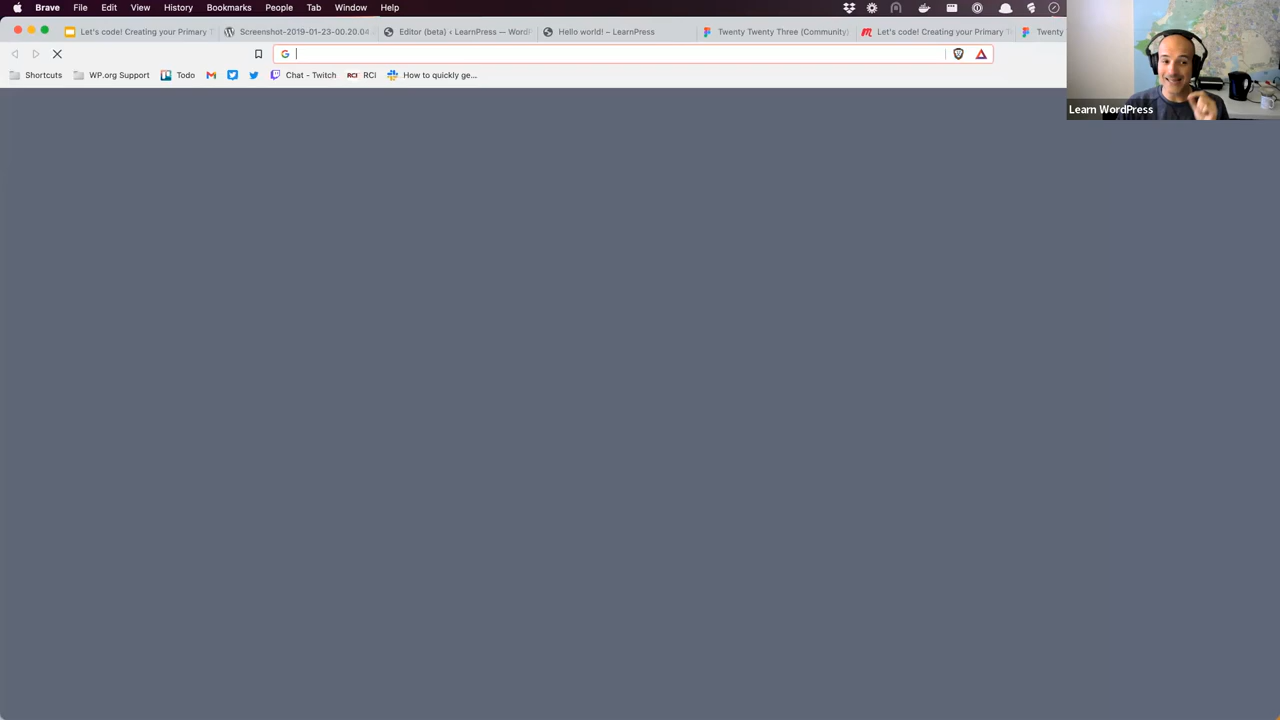 Brave File Edit View History Bookmarks People Tab Window Help
Let's code! Creating your Primary T
Screenshot-2019-01-23-00.20.04
Editor (beta) ‹ LearnPress — WordP
Hello world! – LearnPress
Twenty Twenty Three (Community)
Let's code! Creating your Primary T
Twenty
Shortcuts WP.org Support Todo Chat - Twitch RCI RCI How to quickly ge...
Learn WordPress